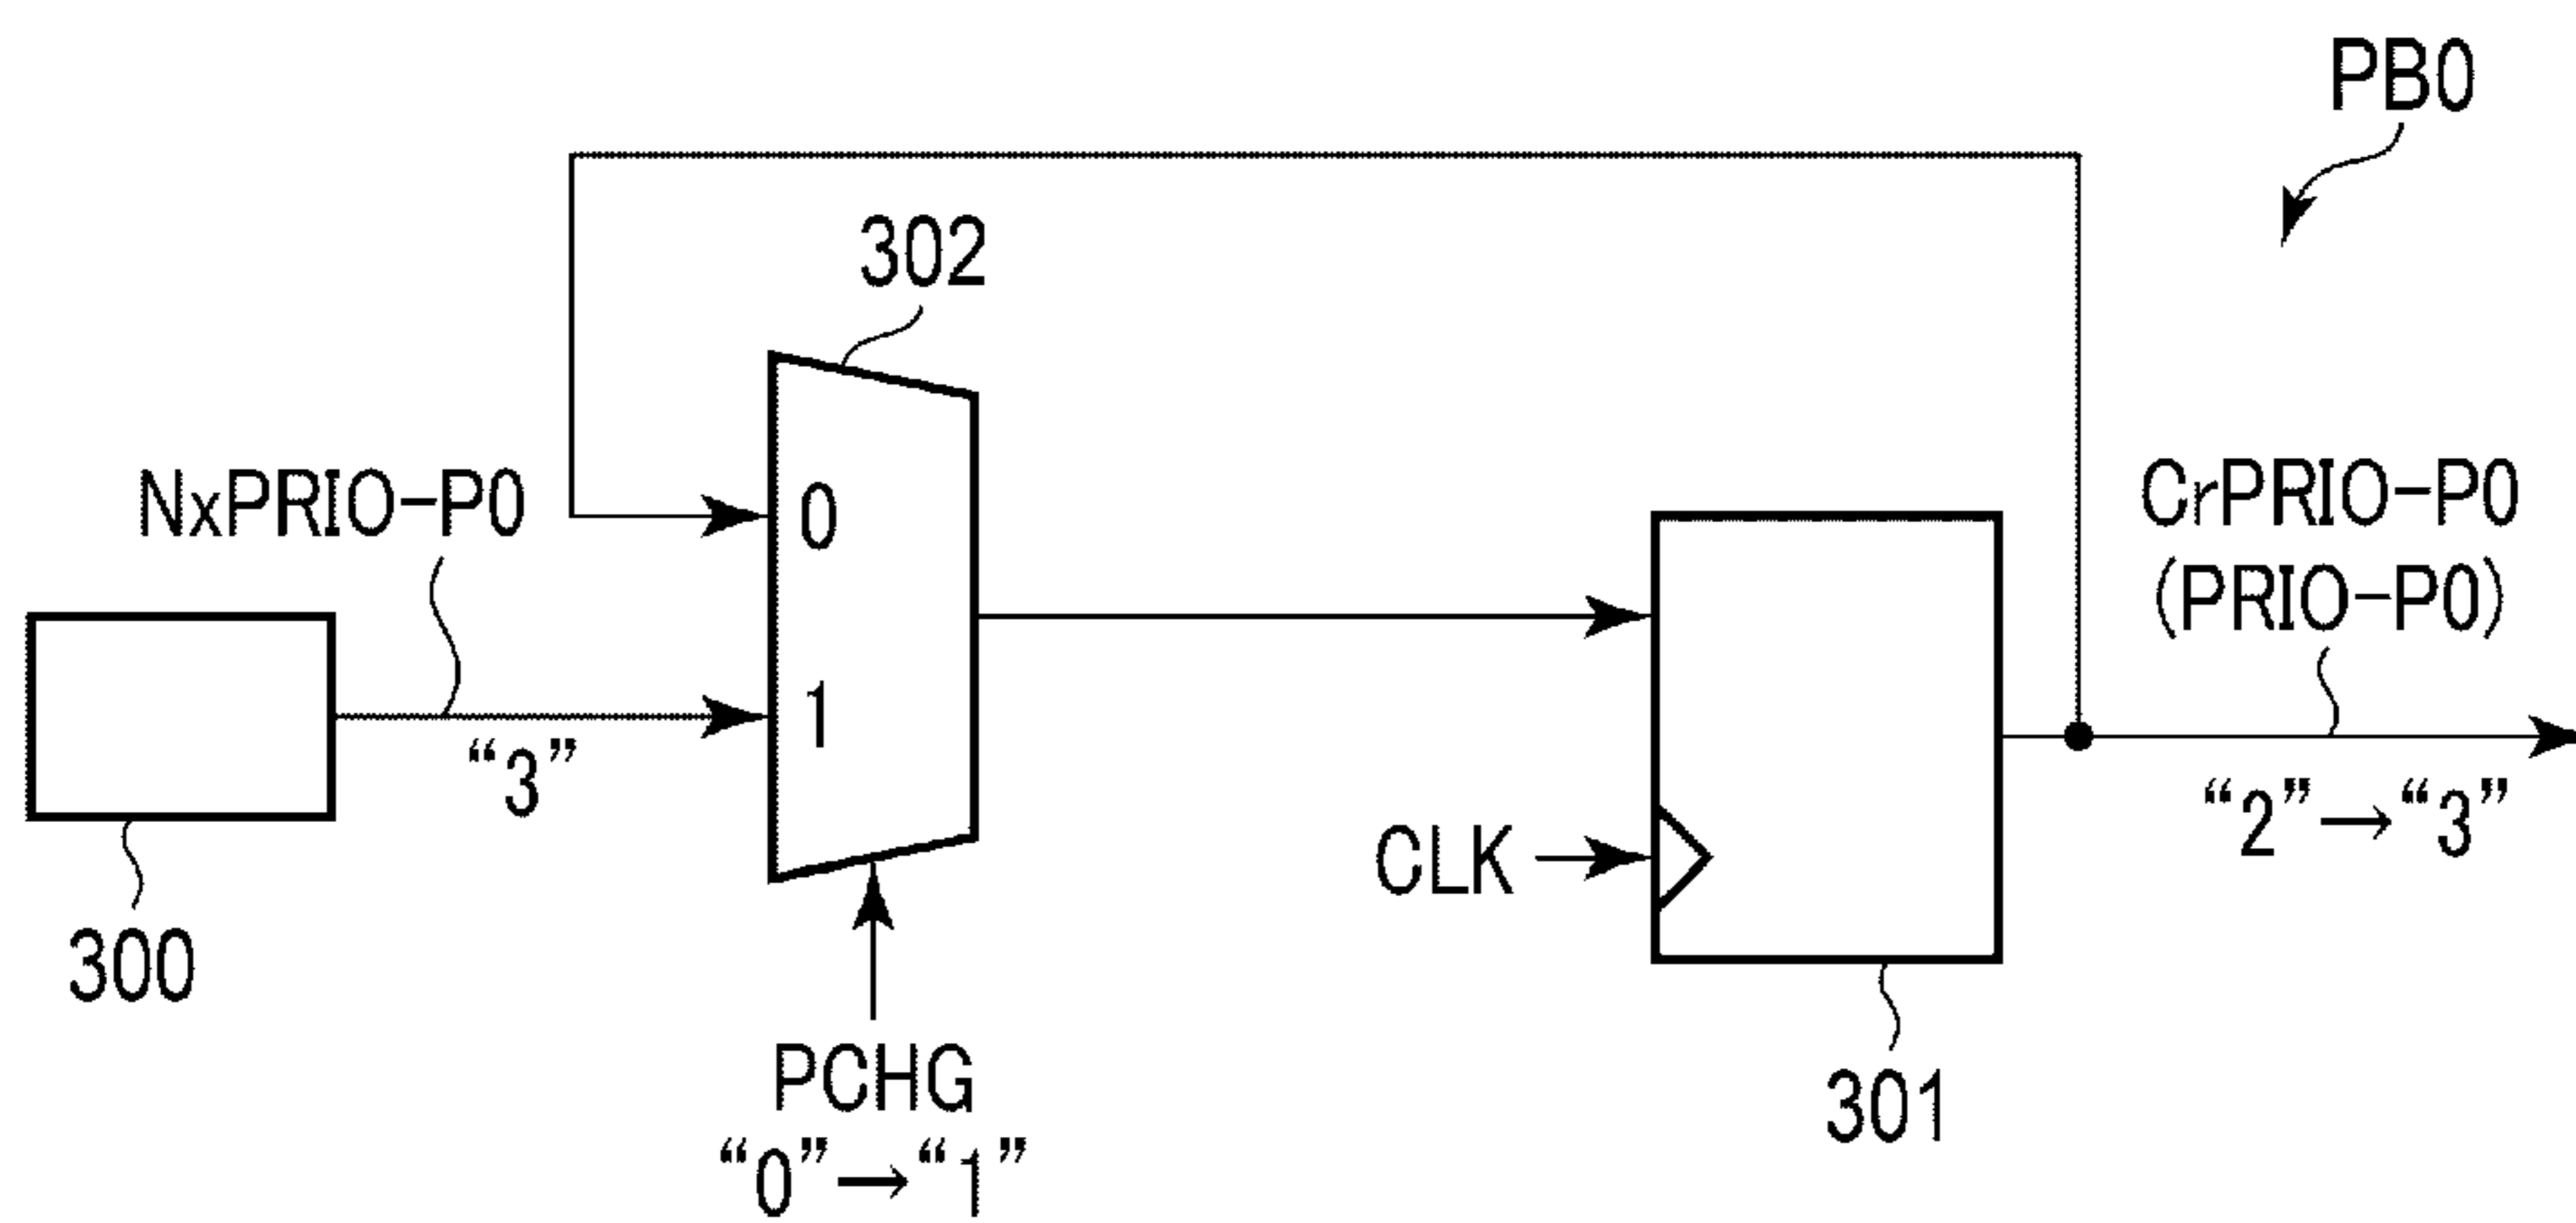 PB0
302
NxPRIO-P0
0
CrPRIO-P0
(PRIO-P0)
1
“3”
“2”→“3”
CLK
300
PCHG
“0”→“1”
301